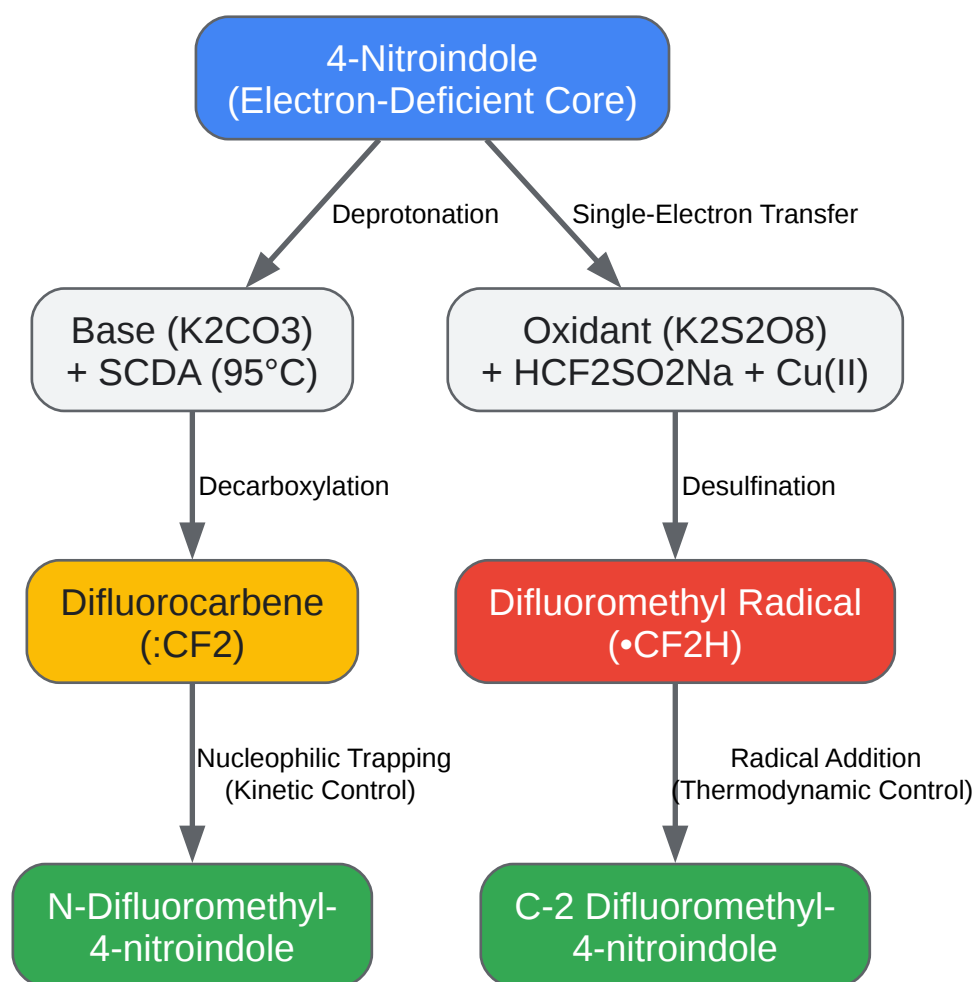 4-Nitroindole
(Electron-Deficient Core)
Deprotonation
Single-Electron Transfer
Base (K2CO3)
+ SCDA (95°C)
Oxidant (K2S2O8)
+ HCF2SO2Na + Cu(II)
Decarboxylation
Desulfination
Difluorocarbene
(:CF2)
Difluoromethyl Radical
(•CF2H)
Nucleophilic Trapping
(Kinetic Control)
Radical Addition
(Thermodynamic Control)
N-Difluoromethyl-
4-nitroindole
C-2 Difluoromethyl-
4-nitroindole